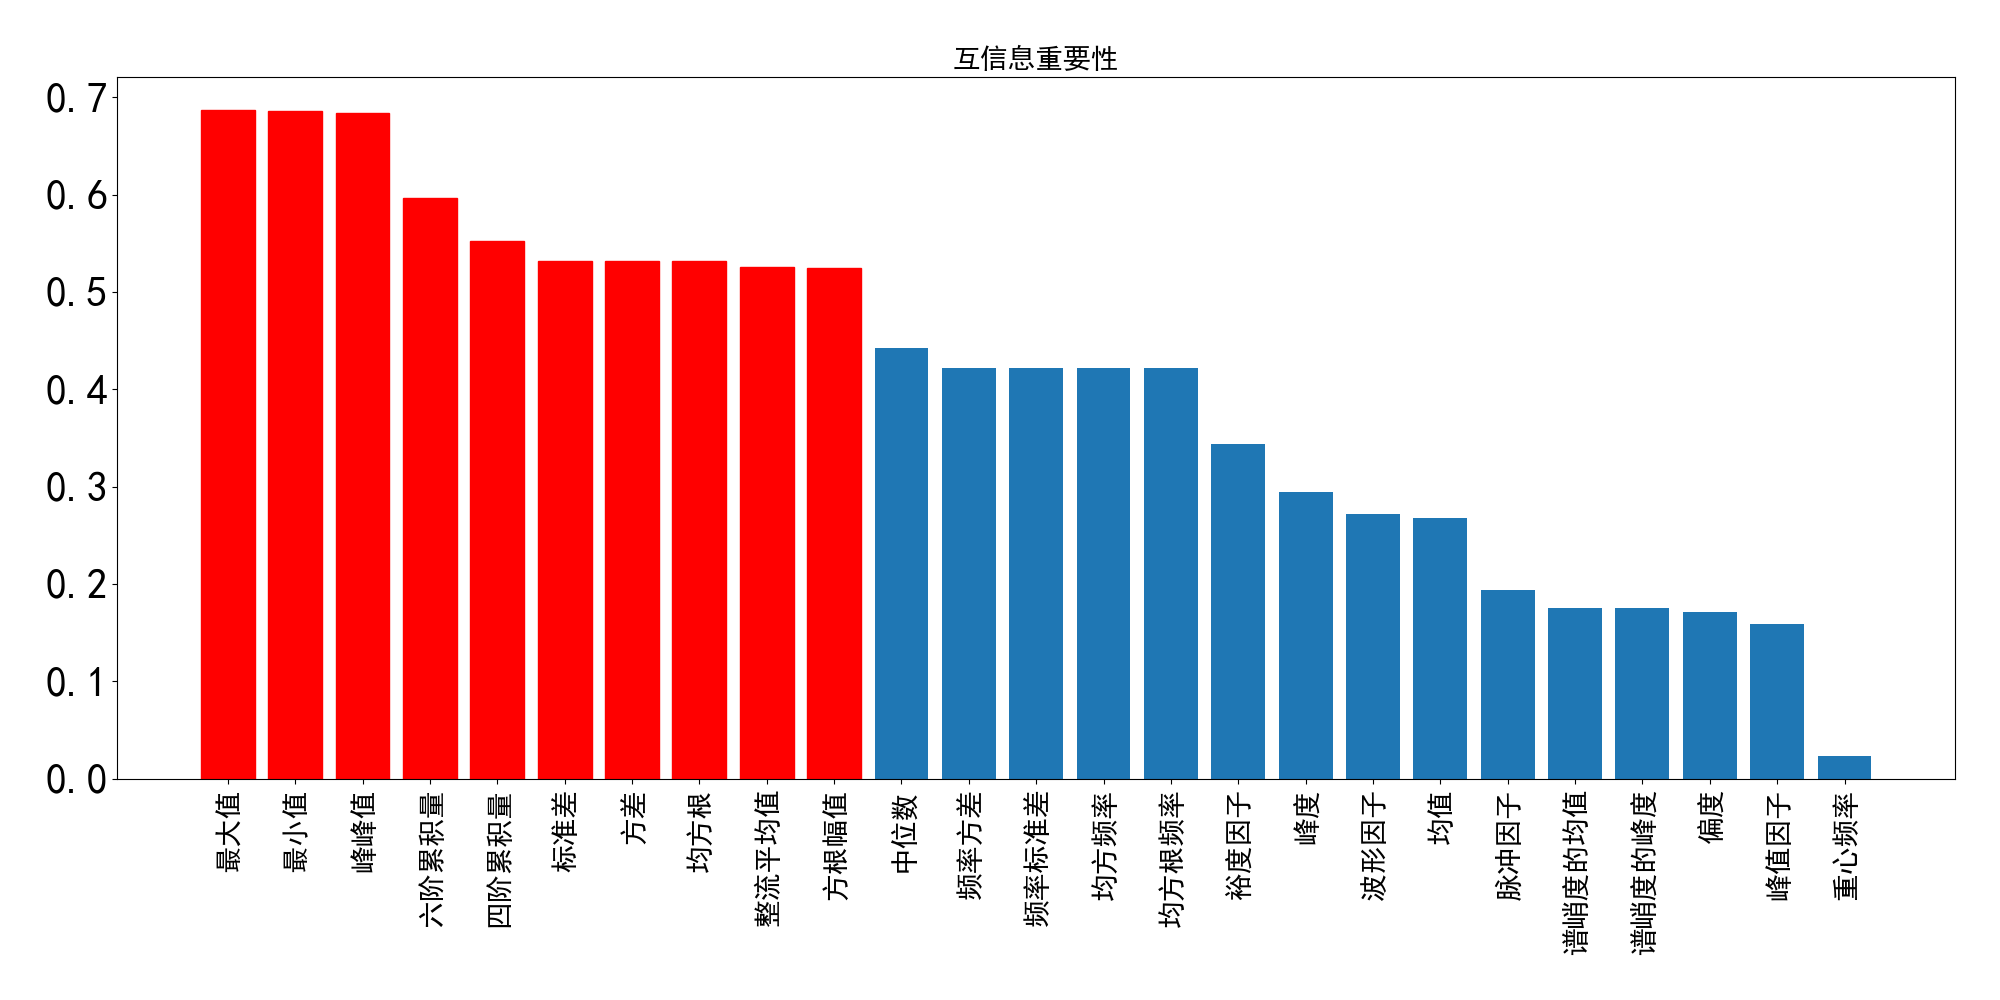 互信息重要性
0.7
0.6
0.5
0.4
0.3
0.2
0.1
0.0
最大值
最小值
峰峰值
六阶累积量
四阶累积量
标准差
方差
均方根
整流平均值
方根幅值
中位数
频率方差
频率标准差
均方频率
均方根频率
裕度因子
峰度
波形因子
均值
脉冲因子
谱峭度的均值
谱峭度的峰度
偏度
峰值因子
重心频率